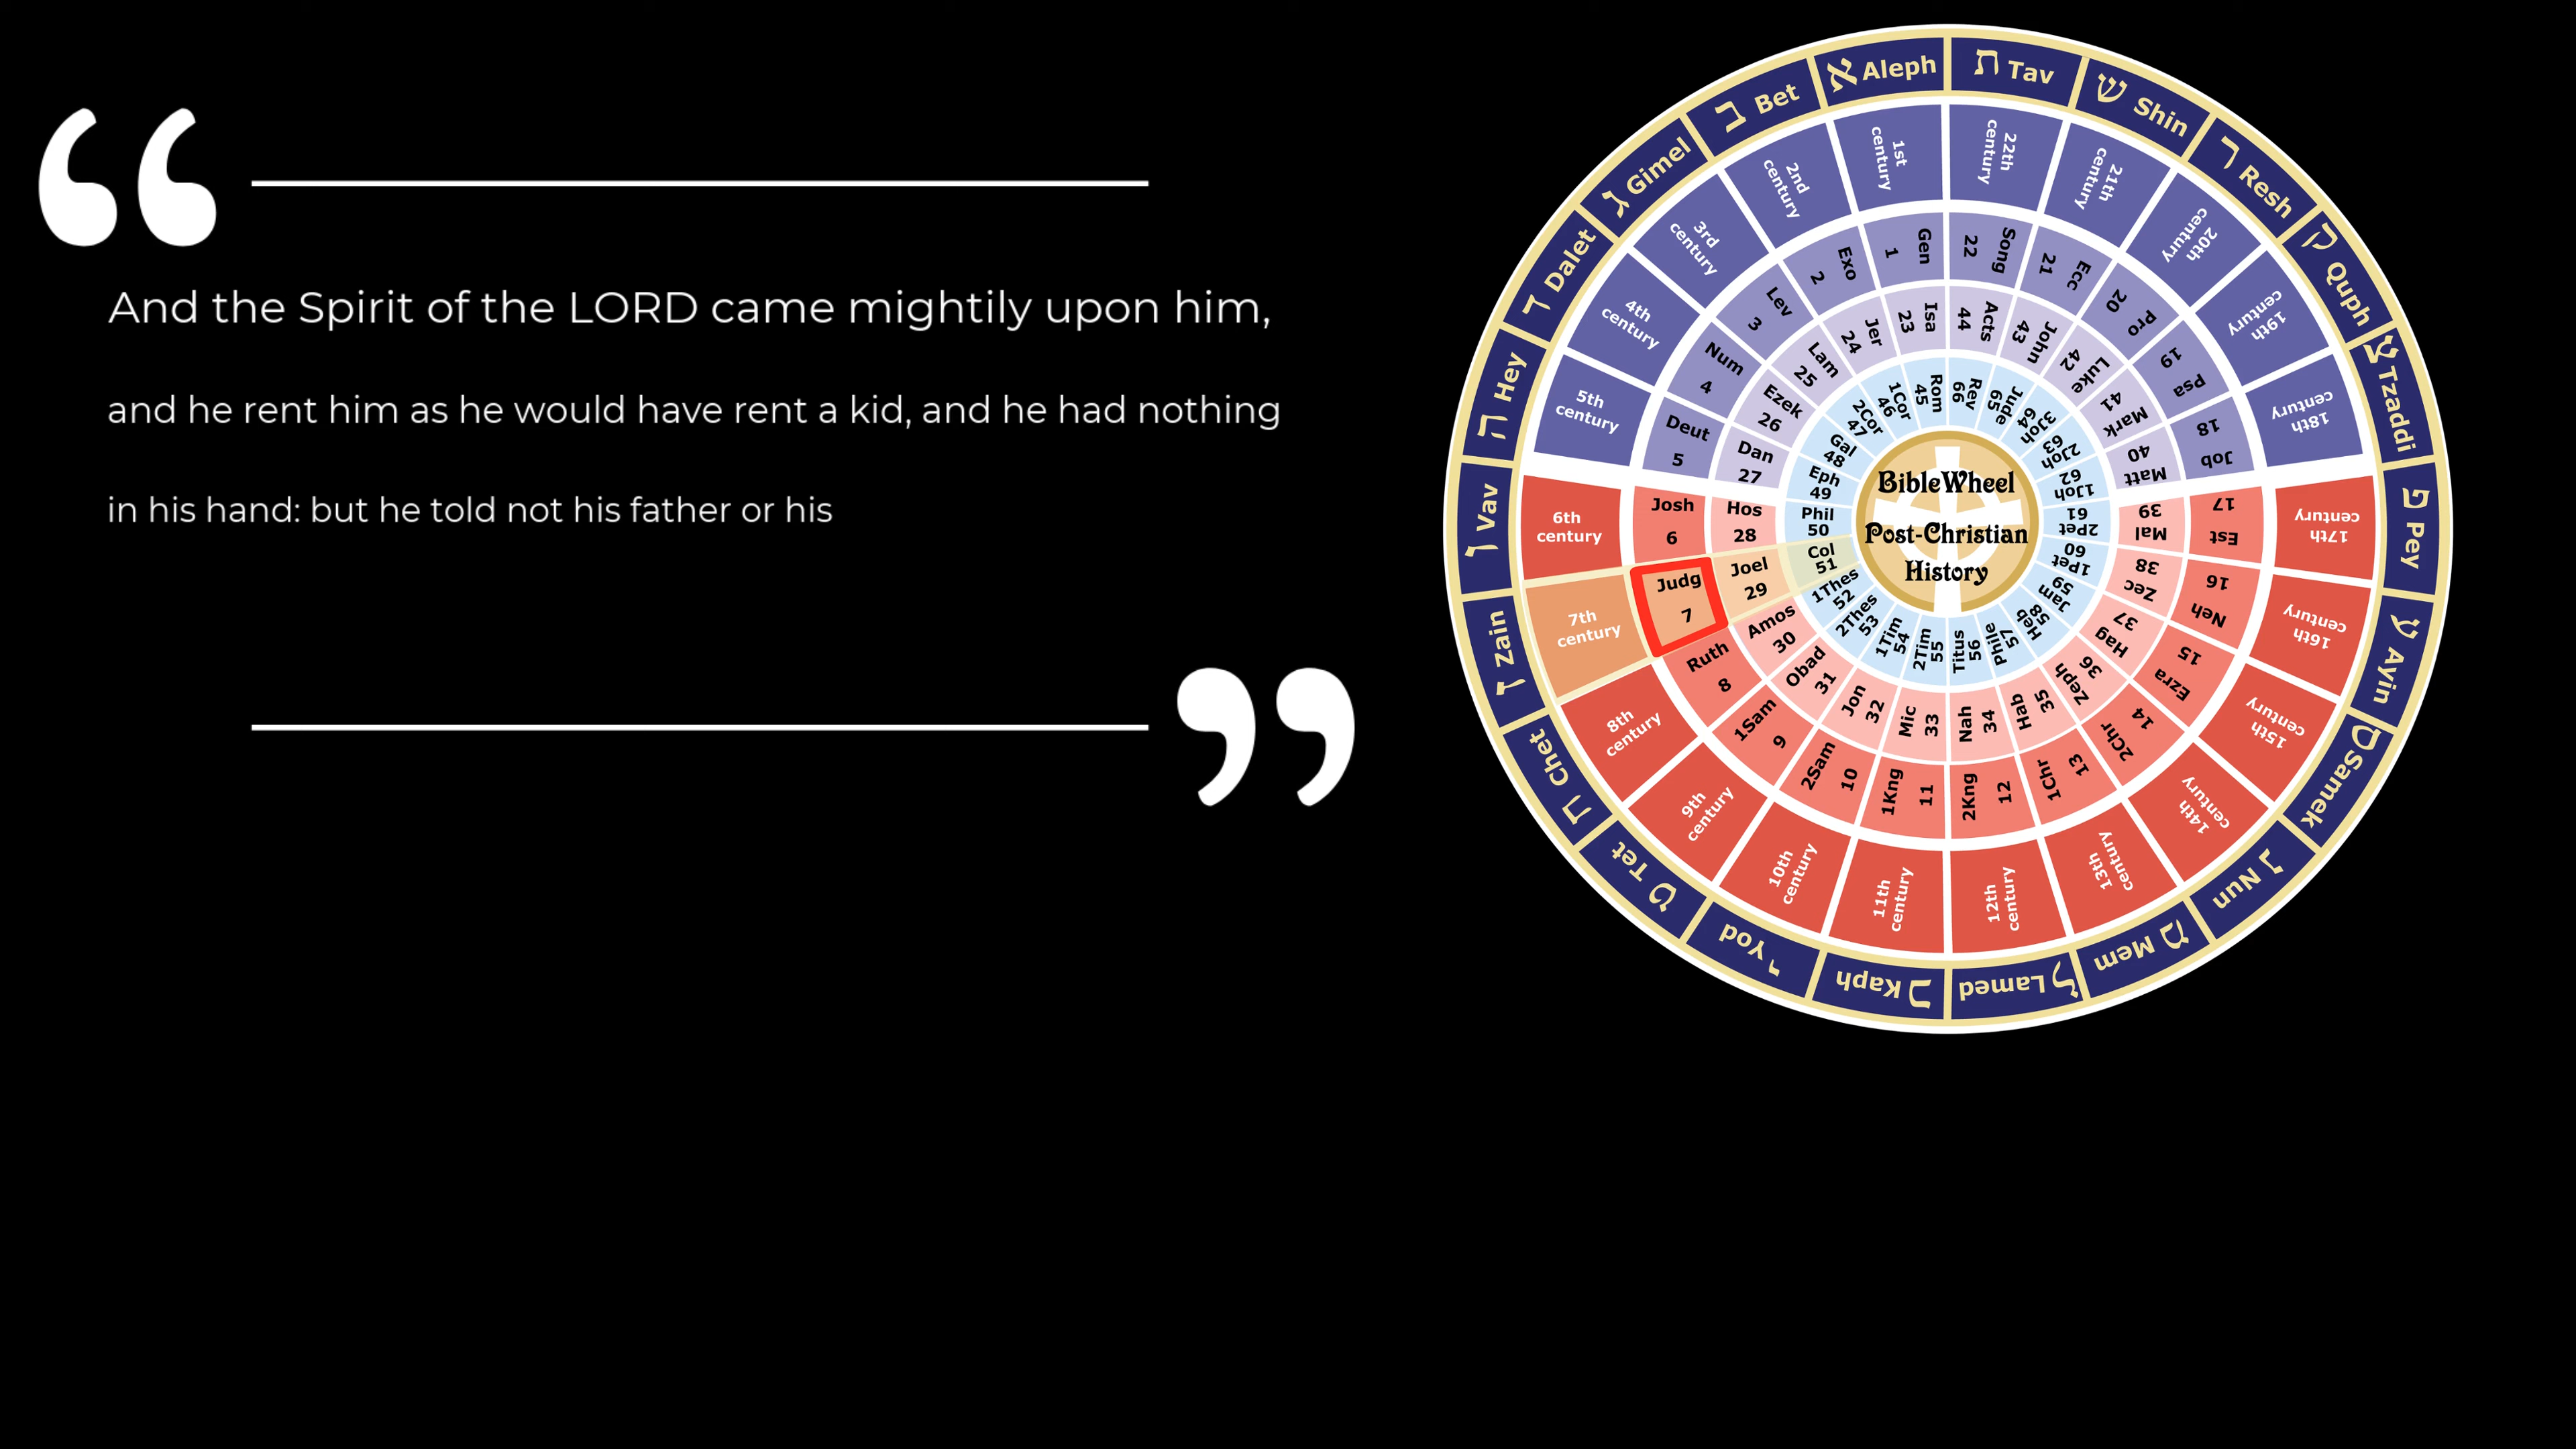 And the Spirit of the LORD came mightily upon him,
and he rent him as he would have rent a kid, and he had nothing
in his hand: but he told not his father or his
BibleWheel
Post-Christian
History
א Aleph
ב Bet
ג Gimel
ד Dalet
ה Hey
ו Vav
ז Zain
ח Chet
ט Tet
י Yod
כ Kaph
ל Lamed
מ Mem
נ Nun
ס Samek
ע Ayin
פ Pey
צ Tzaddi
ק Quph
ר Resh
ש Shin
ת Tav
1st
century
2nd
century
3rd
century
4th
century
5th
century
6th
century
7th
century
8th
century
9th
century
10th
century
11th
century
12th
century
13th
century
14th
century
15th
century
16th
century
17th
century
18th
century
19th
century
20th
century
21th
century
22th
century
Gen
1
Exo
2
Lev
3
Num
4
Deut
5
Josh
6
Judg
7
Ruth
8
1Sam
9
2Sam
10
1Kng
11
2Kng
12
1Chr
13
2Chr
14
Ezra
15
Neh
16
Est
17
Job
18
Psa
19
Pro
20
Ecc
21
Song
22
Isa
23
Jer
24
Lam
25
Ezek
26
Dan
27
Hos
28
Joel
29
Amos
30
Obad
31
Jon
32
Mic
33
Nah
34
Hab
35
Zeph
36
Hag
37
Zec
38
Mal
39
Matt
40
Mark
41
Luke
42
John
43
Acts
44
Rom
45
1Cor
46
2Cor
47
Gal
48
Eph
49
Phil
50
Col
51
1Thes
52
2Thes
53
1Tim
54
2Tim
55
Titus
56
Phile
57
Heb
58
Jam
59
1Pet
60
2Pet
61
1Joh
62
2Joh
63
3Joh
64
Jude
65
Rev
66